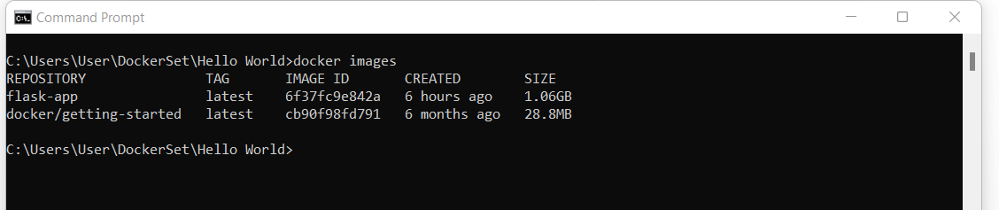 Command Prompt
C:\Users\User\DockerSet\Hello World>docker images
REPOSITORY               TAG       IMAGE ID       CREATED        SIZE
flask-app                latest    6f37fc9e842a   6 hours ago    1.06GB
docker/getting-started   latest    cb90f98fd791   6 months ago   28.8MB
C:\Users\User\DockerSet\Hello World>